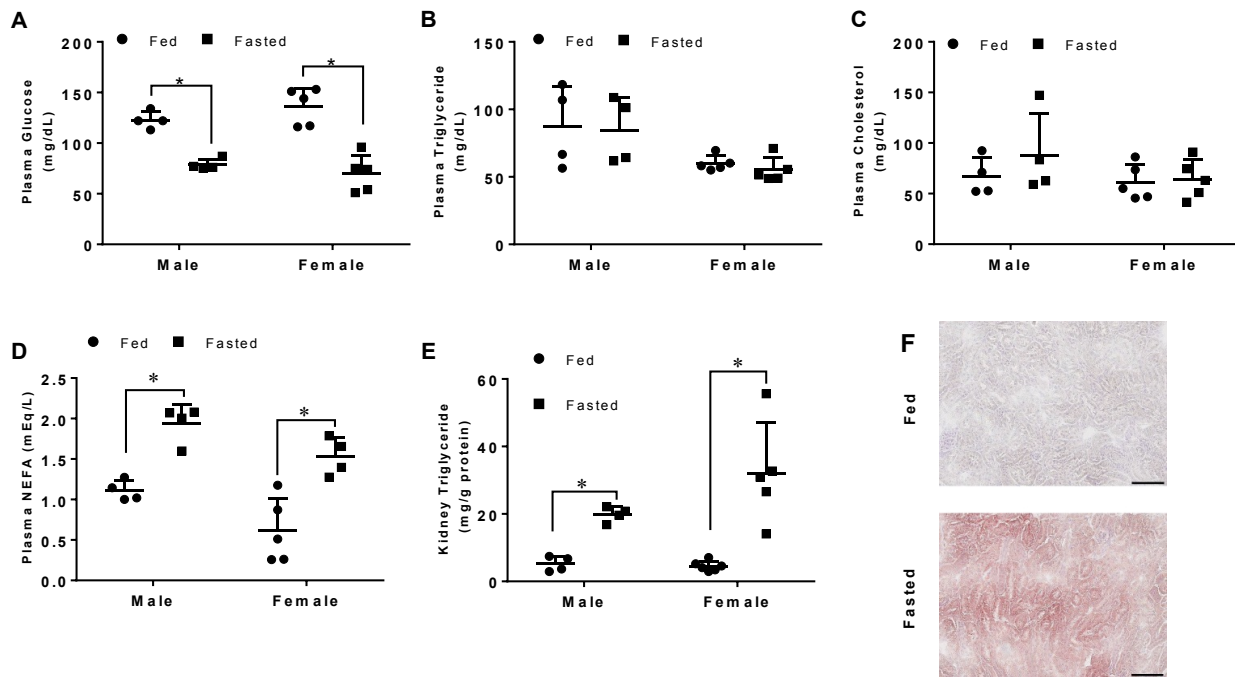 A
Fed Fasted
Plasma Glucose
(mg/dL)
200
150
100
50
0
*
*
Male Female
B
Fed Fasted
Plasma Triglyceride
(mg/dL)
150
100
50
0
Male Female
C
Fed Fasted
Plasma Cholesterol
(mg/dL)
200
150
100
50
0
Male Female
D
Fed Fasted
Plasma NEFA (mEq/L)
2.5
2.0
1.5
1.0
0.5
0.0
*
*
Male Female
E
Fed
Fasted
Kidney Triglyceride
(mg/g protein)
60
40
20
0
*
*
Male Female
F
Fed
Fasted